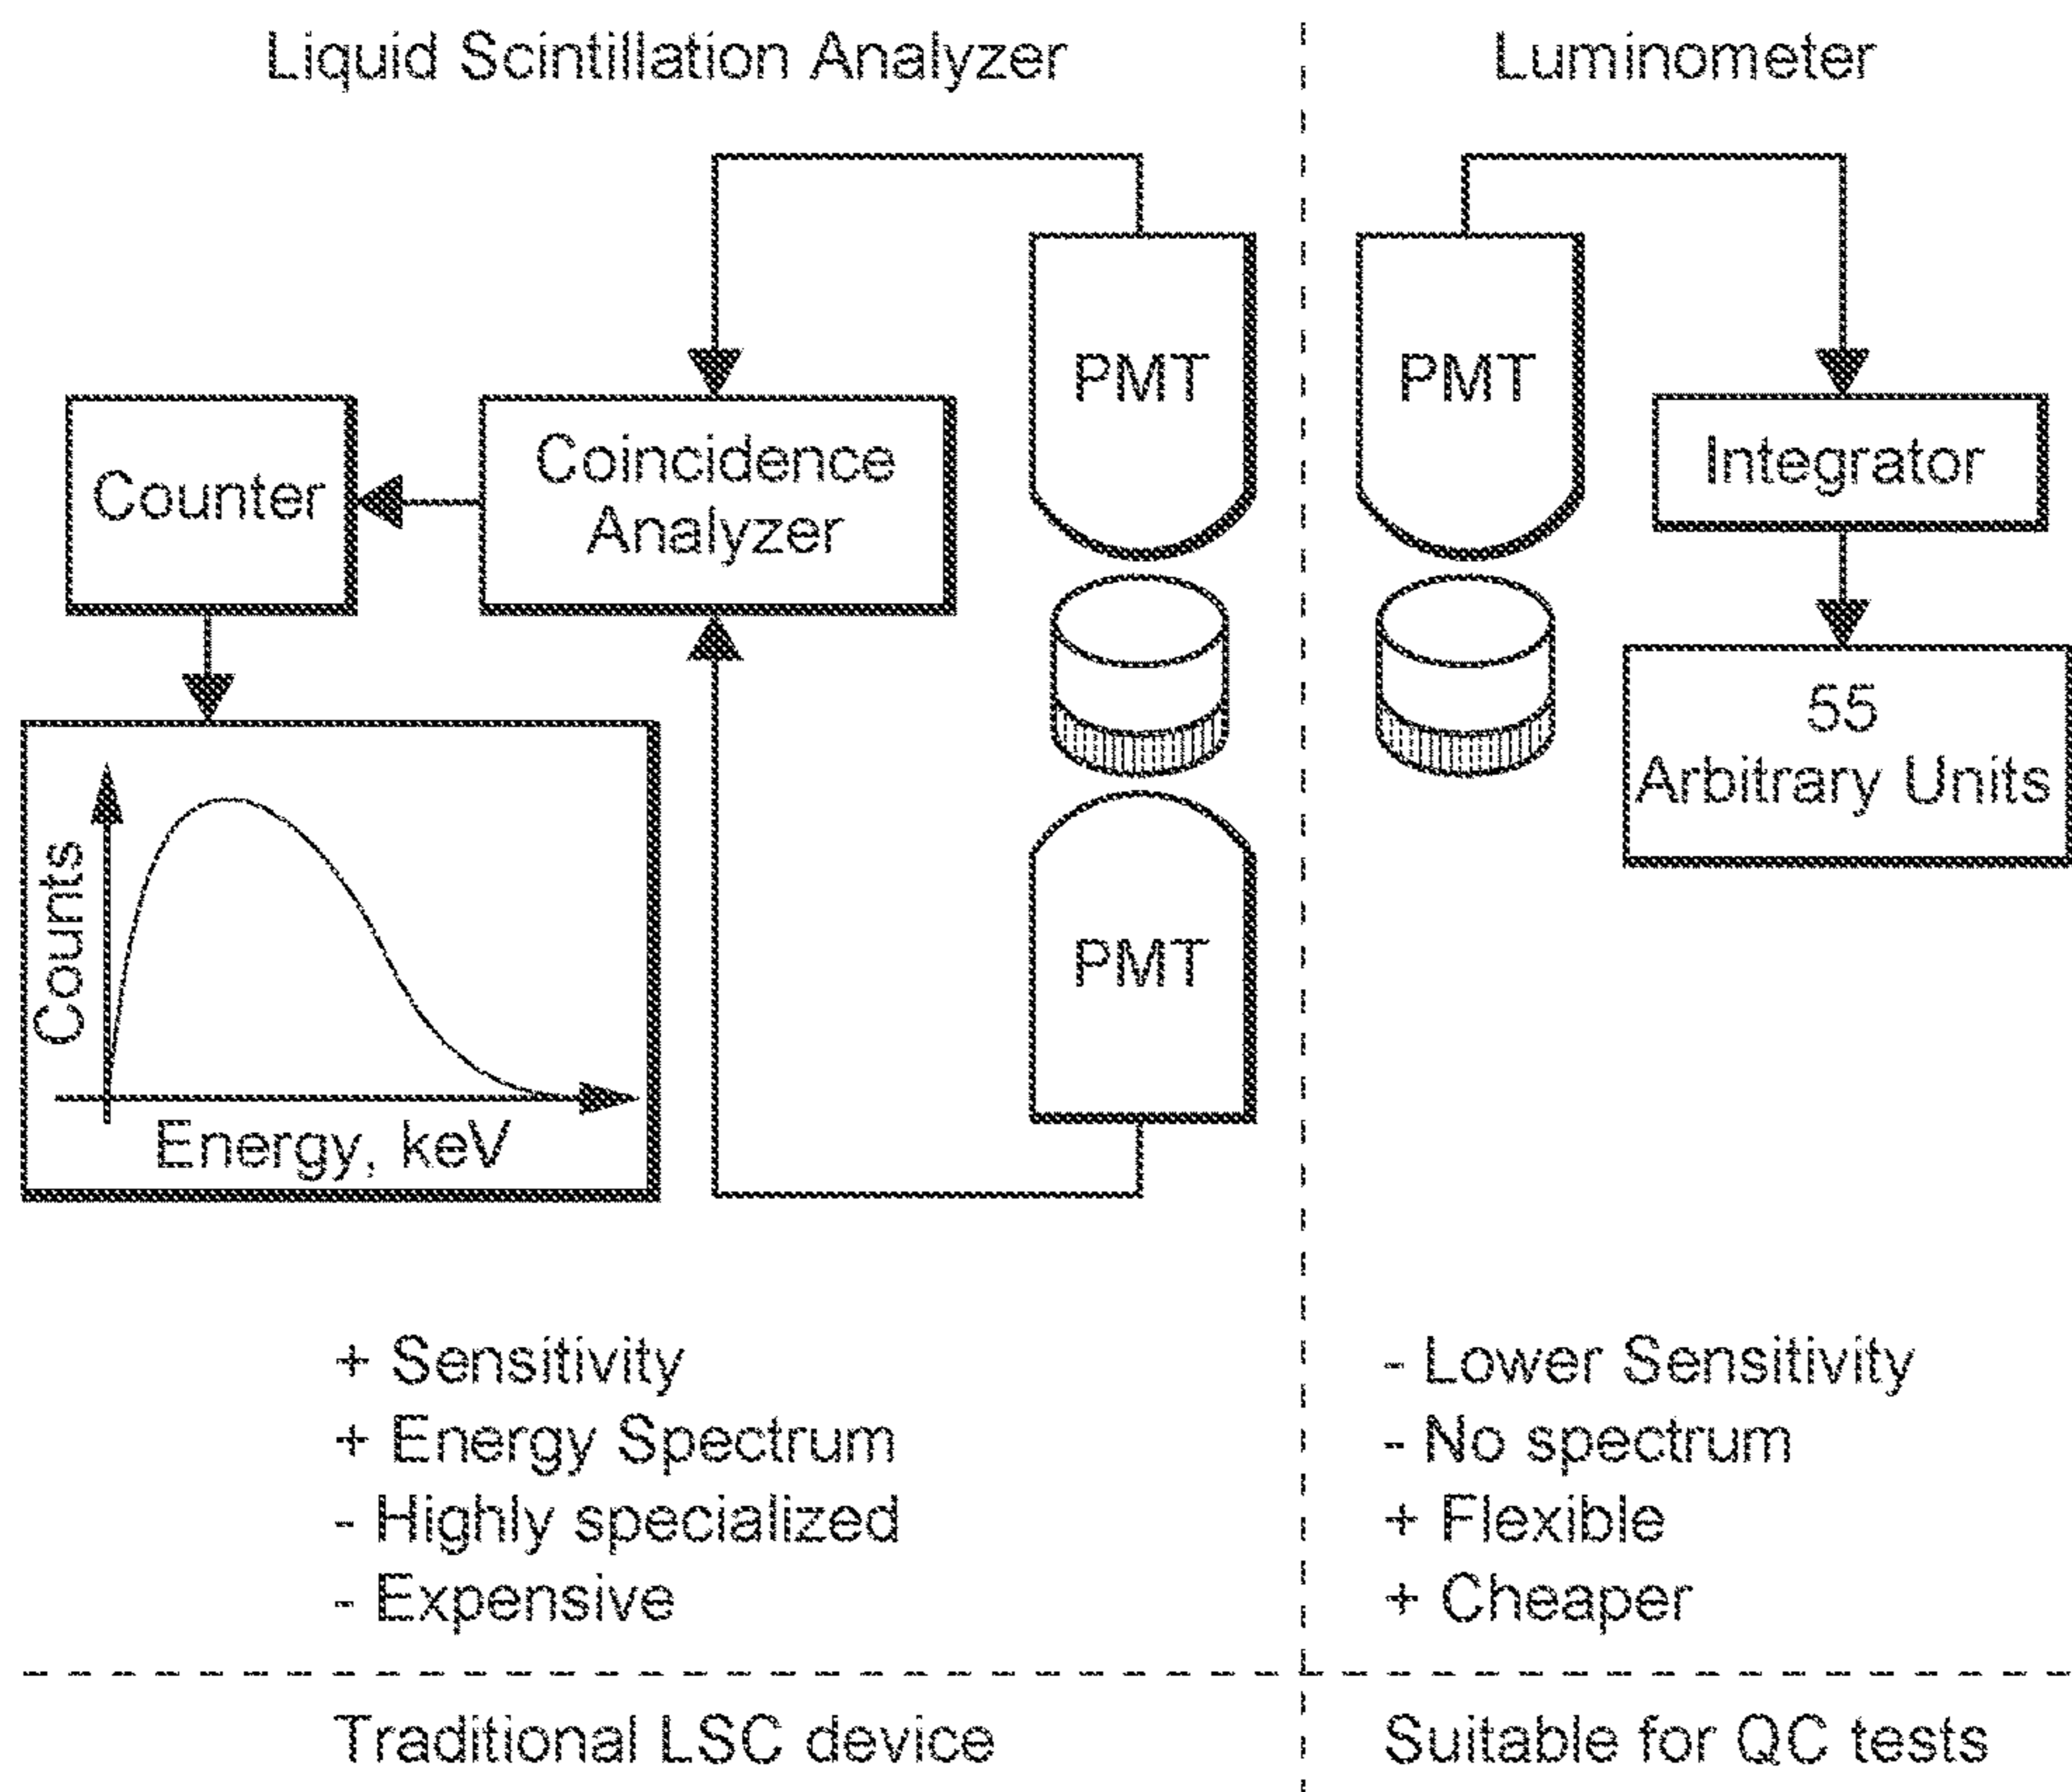 Liquid Scintillation Analyzer
PMT
Coincidence
Analyzer
Counter
Counts
Energy, keV
PMT
+ Sensitivity
+ Energy Spectrum
- Highly specialized
- Expensive
Traditional LSC device
Luminometer
PMT
Integrator
55
Arbitrary Units
- Lower Sensitivity
- No spectrum
+ Flexible
+ Cheaper
Suitable for QC tests